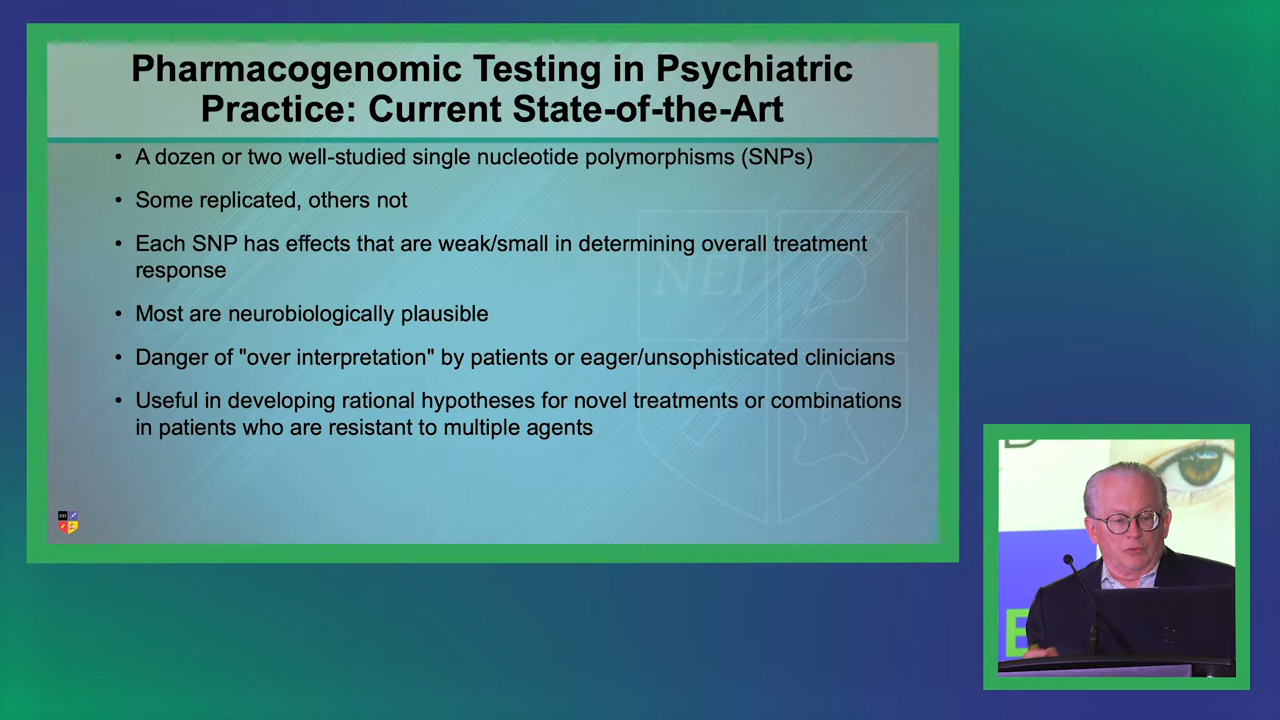 Pharmacogenomic Testing in Psychiatric
Practice: Current State-of-the-Art
• A dozen or two well-studied single nucleotide polymorphisms (SNPs)
• Some replicated, others not
• Each SNP has effects that are weak/small in determining overall treatment
response
• Most are neurobiologically plausible
• Danger of "over interpretation" by patients or eager/unsophisticated clinicians
• Useful in developing rational hypotheses for novel treatments or combinations
in patients who are resistant to multiple agents
NEI